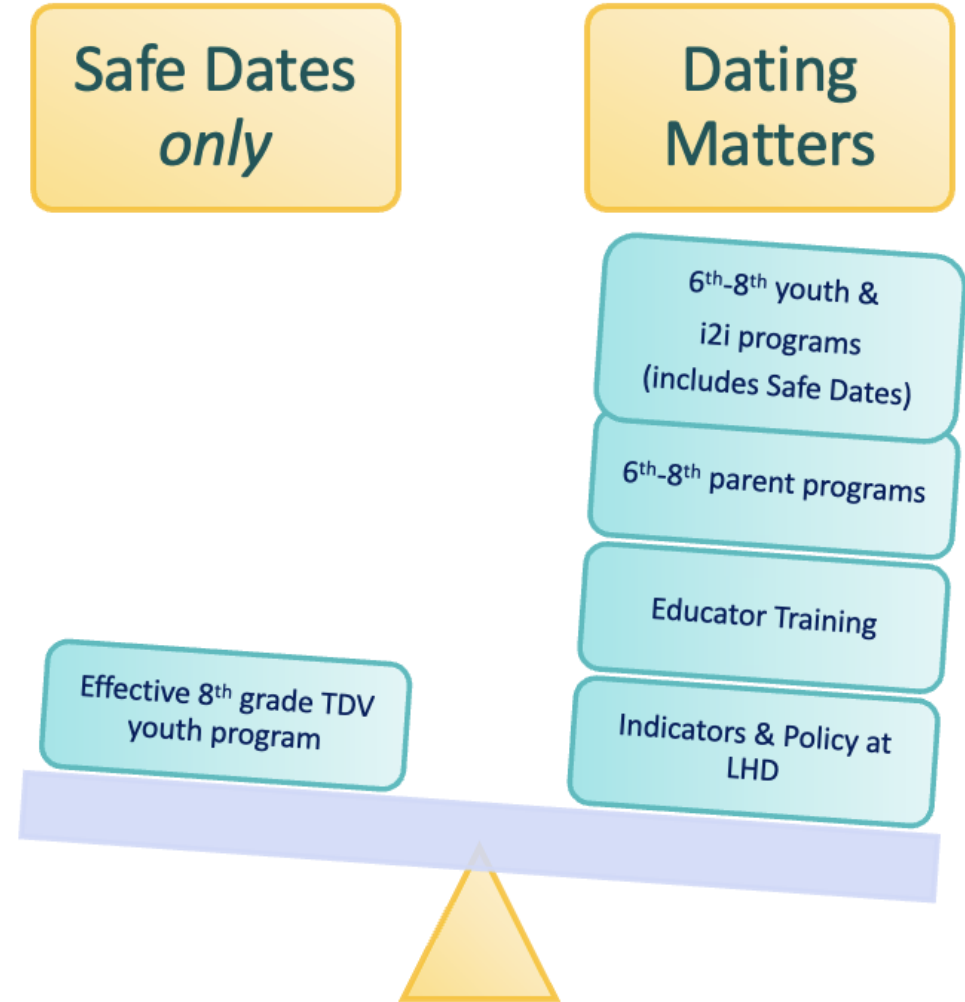 Safe Dates
only
Dating
Matters
6th-8th youth &
i2i programs
(includes Safe Dates)
6th-8th parent programs
Educator Training
Indicators & Policy at
LHD
Effective 8th grade TDV
youth program